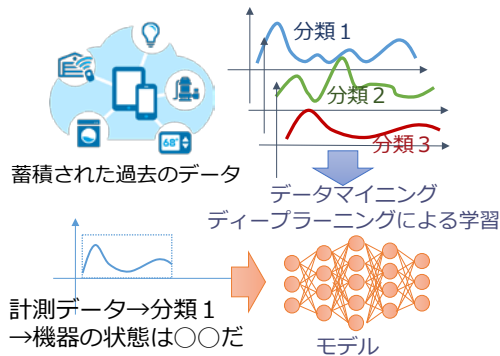 分類１
分類２
分類３
68°
蓄積された過去のデータ
データマイニング
ディープラーニングによる学習
計測データ→分類１
→機器の状態は○○だ
モデル